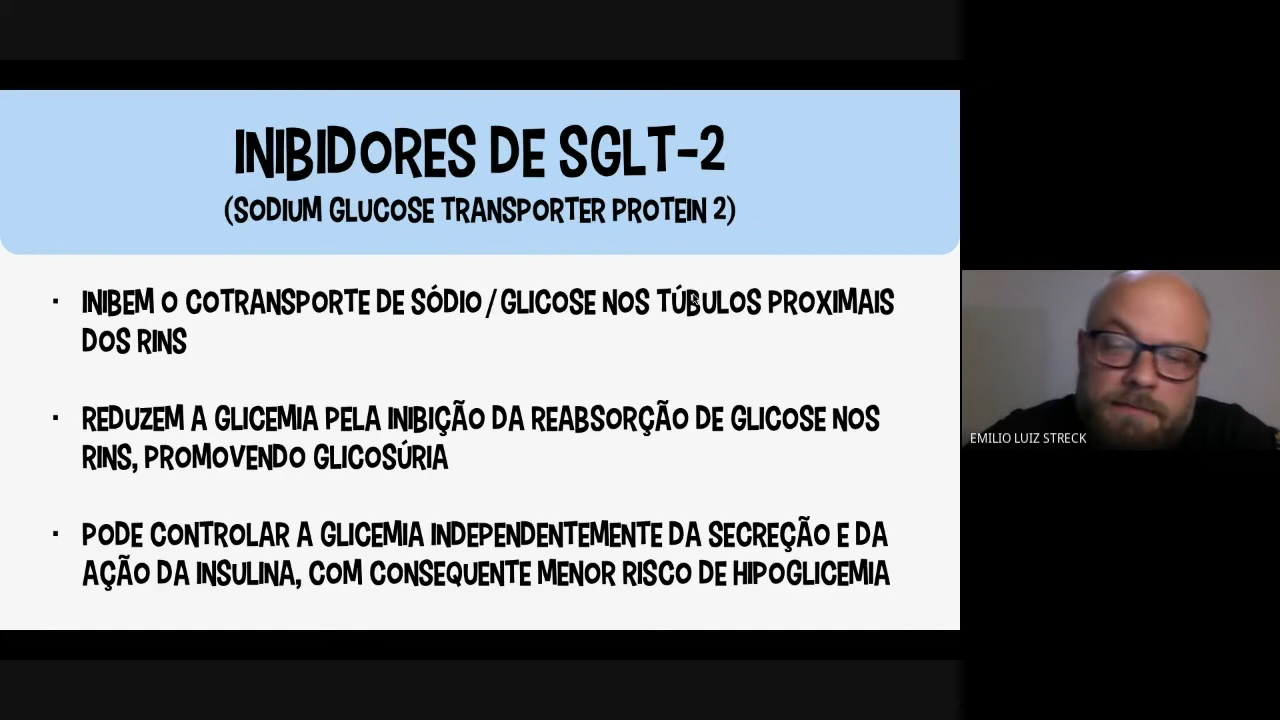 INIBIDORES DE SGLT-2
(SODIUM GLUCOSE TRANSPORTER PROTEIN 2)
· INIBEM O COTRANSPORTE DE SÓDIO/GLICOSE NOS TÚBULOS PROXIMAIS
DOS RINS
· REDUZEM A GLICEMIA PELA INIBIÇÃO DA REABSORÇÃO DE GLICOSE NOS
RINS, PROMOVENDO GLICOSÚRIA
· PODE CONTROLAR A GLICEMIA INDEPENDENTEMENTE DA SECREÇÃO E DA
AÇÃO DA INSULINA, COM CONSEQUENTE MENOR RISCO DE HIPOGLICEMIA
EMILIO LUIZ STRECK